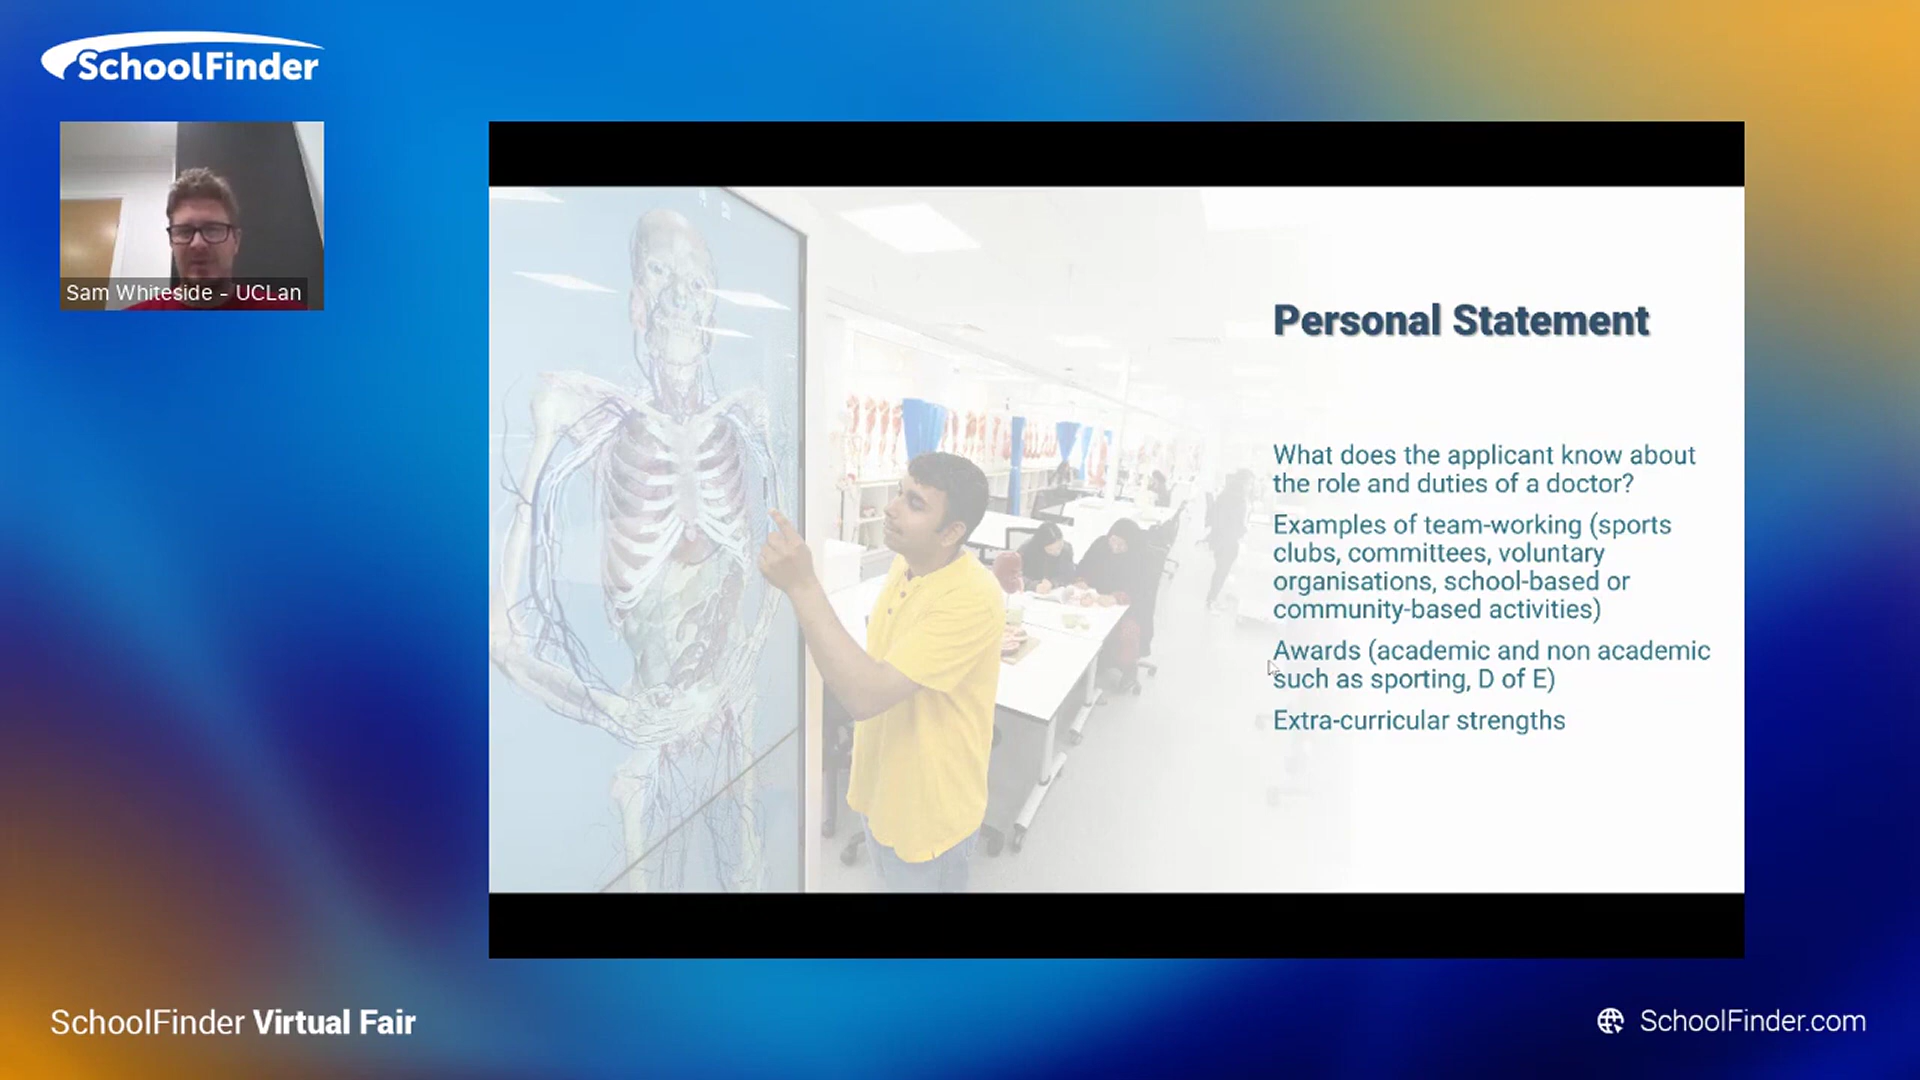 SchoolFinder
Sam Whiteside - UCLan
Personal Statement
What does the applicant know about
the role and duties of a doctor?
Examples of team-working (sports
clubs, committees, voluntary
organisations, school-based or
community-based activities)
Awards (academic and non academic
such as sporting, D of E)
Extra-curricular strengths
SchoolFinder Virtual Fair
SchoolFinder.com